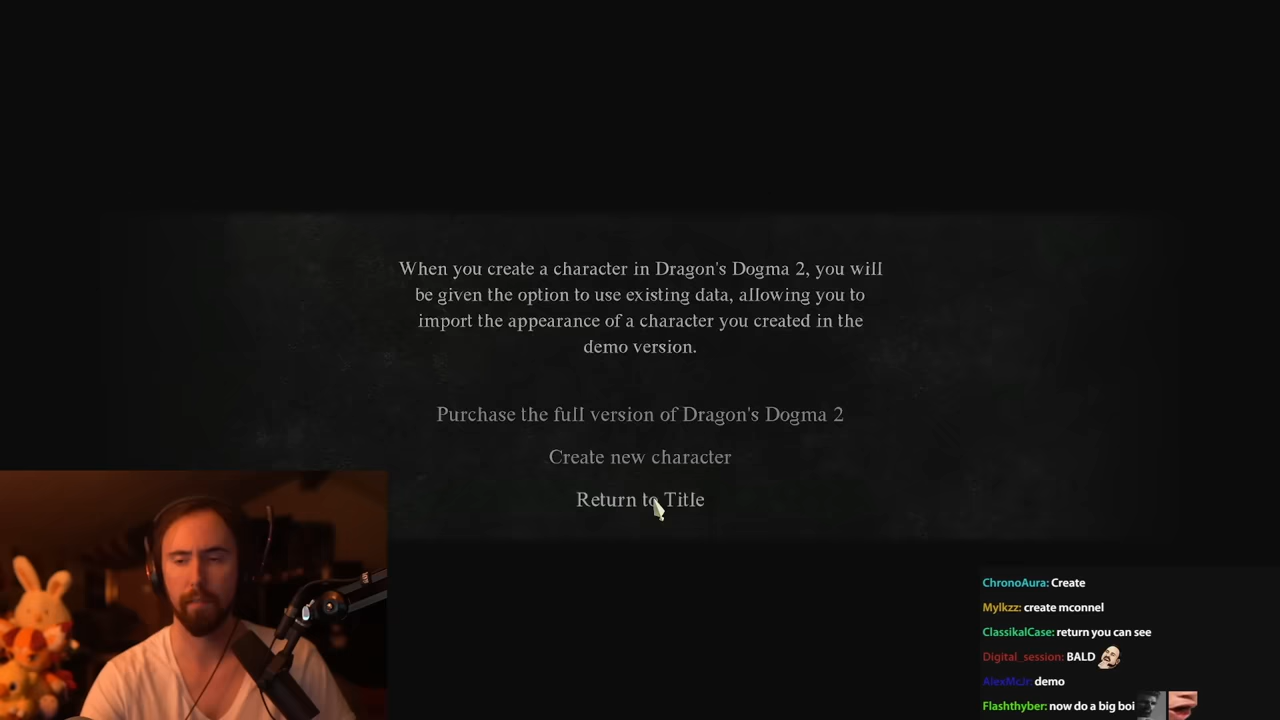 When you create a character in Dragon's Dogma 2, you will
be given the option to use existing data, allowing you to
import the appearance of a character you created in the
demo version.
Purchase the full version of Dragon's Dogma 2
Create new character
Return to Title
ChronoAura: Create
Mylkzz: create mconnel
ClassikalCase: return you can see
Digital_session: BALD
AlexMcJr: demo
Flashthyber: now do a big boi